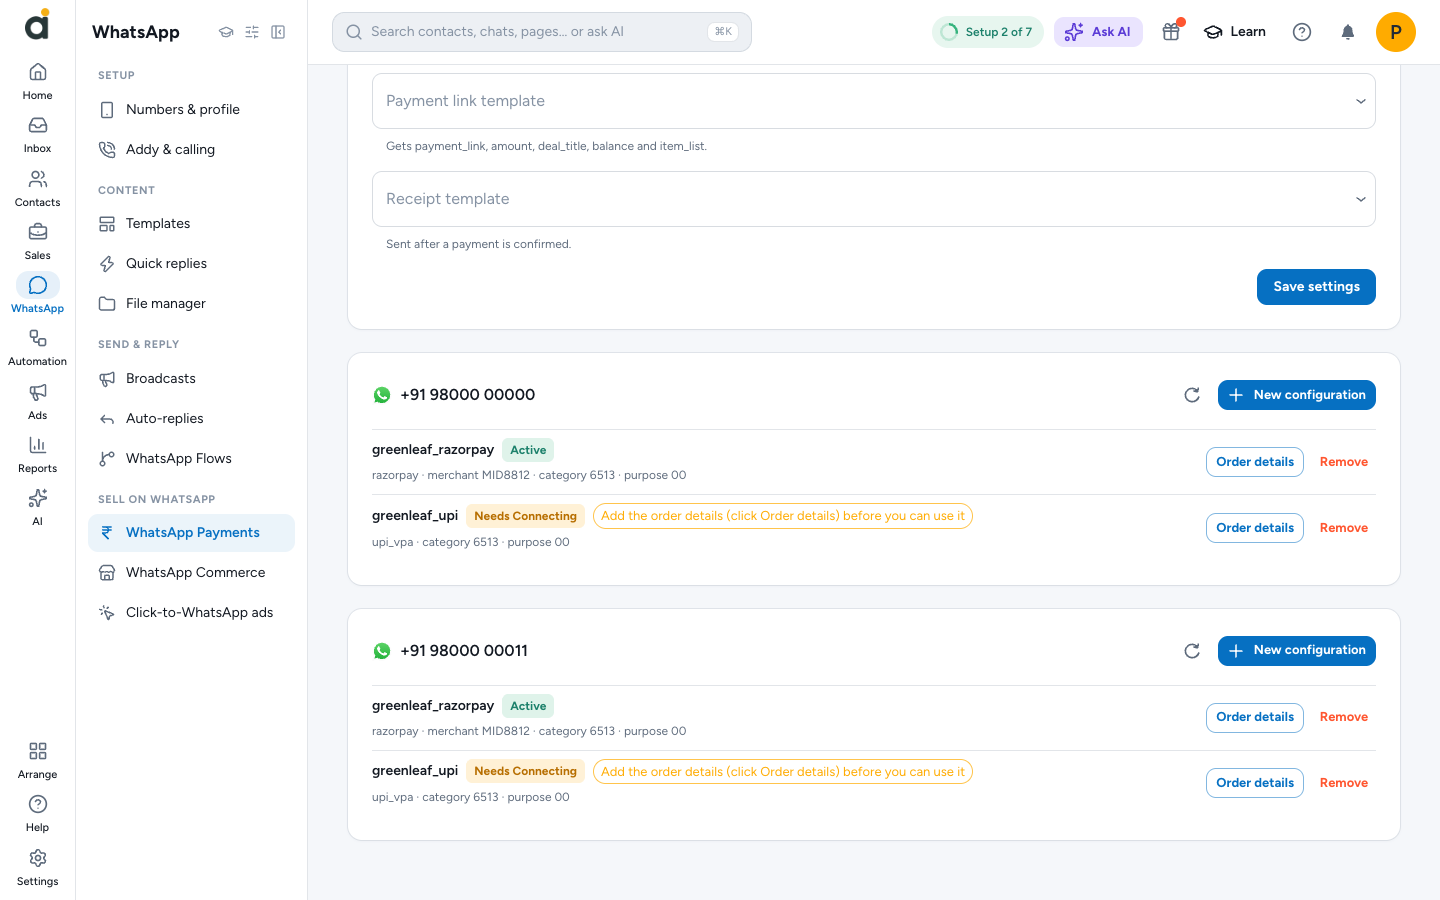 WhatsApp
Search contacts, chats, pages... or ask AI
⌘K
Setup 2 of 7
Ask AI
Learn
P
Home
Inbox
Contacts
Sales
WhatsApp
Automation
Ads
Reports
AI
Arrange
Help
Settings
SETUP
Numbers & profile
Addy & calling
CONTENT
Templates
Quick replies
File manager
SEND & REPLY
Broadcasts
Auto-replies
WhatsApp Flows
SELL ON WHATSAPP
₹ WhatsApp Payments
WhatsApp Commerce
Click-to-WhatsApp ads
Payment link template
Gets payment_link, amount, deal_title, balance and item_list.
Receipt template
Sent after a payment is confirmed.
Save settings
+91 98000 00000
New configuration
greenleaf_razorpay Active
razorpay · merchant MID8812 · category 6513 · purpose 00
Order details Remove
greenleaf_upi Needs Connecting Add the order details (click Order details) before you can use it
upi_vpa · category 6513 · purpose 00
Order details Remove
+91 98000 00011
New configuration
greenleaf_razorpay Active
razorpay · merchant MID8812 · category 6513 · purpose 00
Order details Remove
greenleaf_upi Needs Connecting Add the order details (click Order details) before you can use it
upi_vpa · category 6513 · purpose 00
Order details Remove